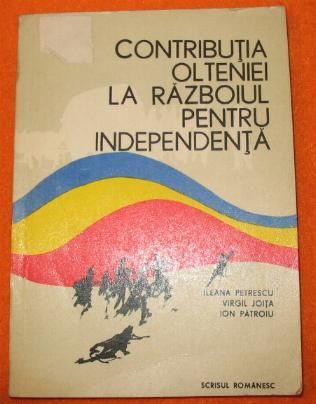 CONTRIBUȚIA
OLTENIEI
LA RĂZBOIUL
PENTRU
INDEPENDENȚĂ
ILEANA PETRESCU
VIRGIL JOIȚA
ION PĂTROIU
SCRISUL ROMÂNESC